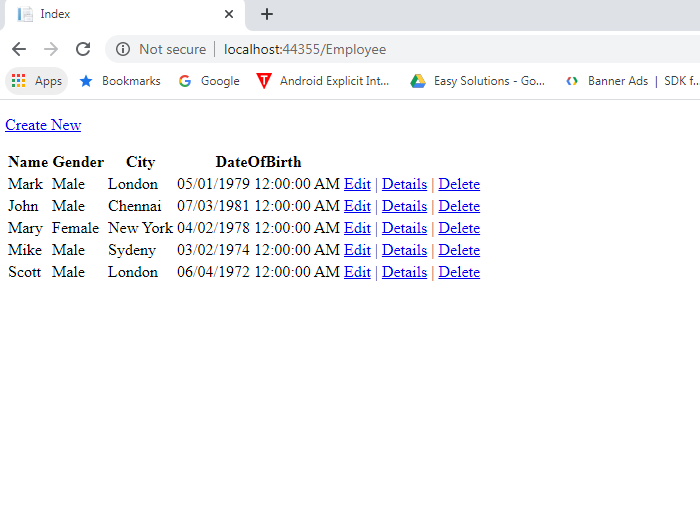 Index
Not secure | localhost:44355/Employee
Apps Bookmarks Google Android Explicit Int... Easy Solutions - Go... Banner Ads | SDK f...
Create New
Name Gender City DateOfBirth
Mark Male London 05/01/1979 12:00:00 AM Edit | Details | Delete
John Male Chennai 07/03/1981 12:00:00 AM Edit | Details | Delete
Mary Female New York 04/02/1978 12:00:00 AM Edit | Details | Delete
Mike Male Sydeny 03/02/1974 12:00:00 AM Edit | Details | Delete
Scott Male London 06/04/1972 12:00:00 AM Edit | Details | Delete